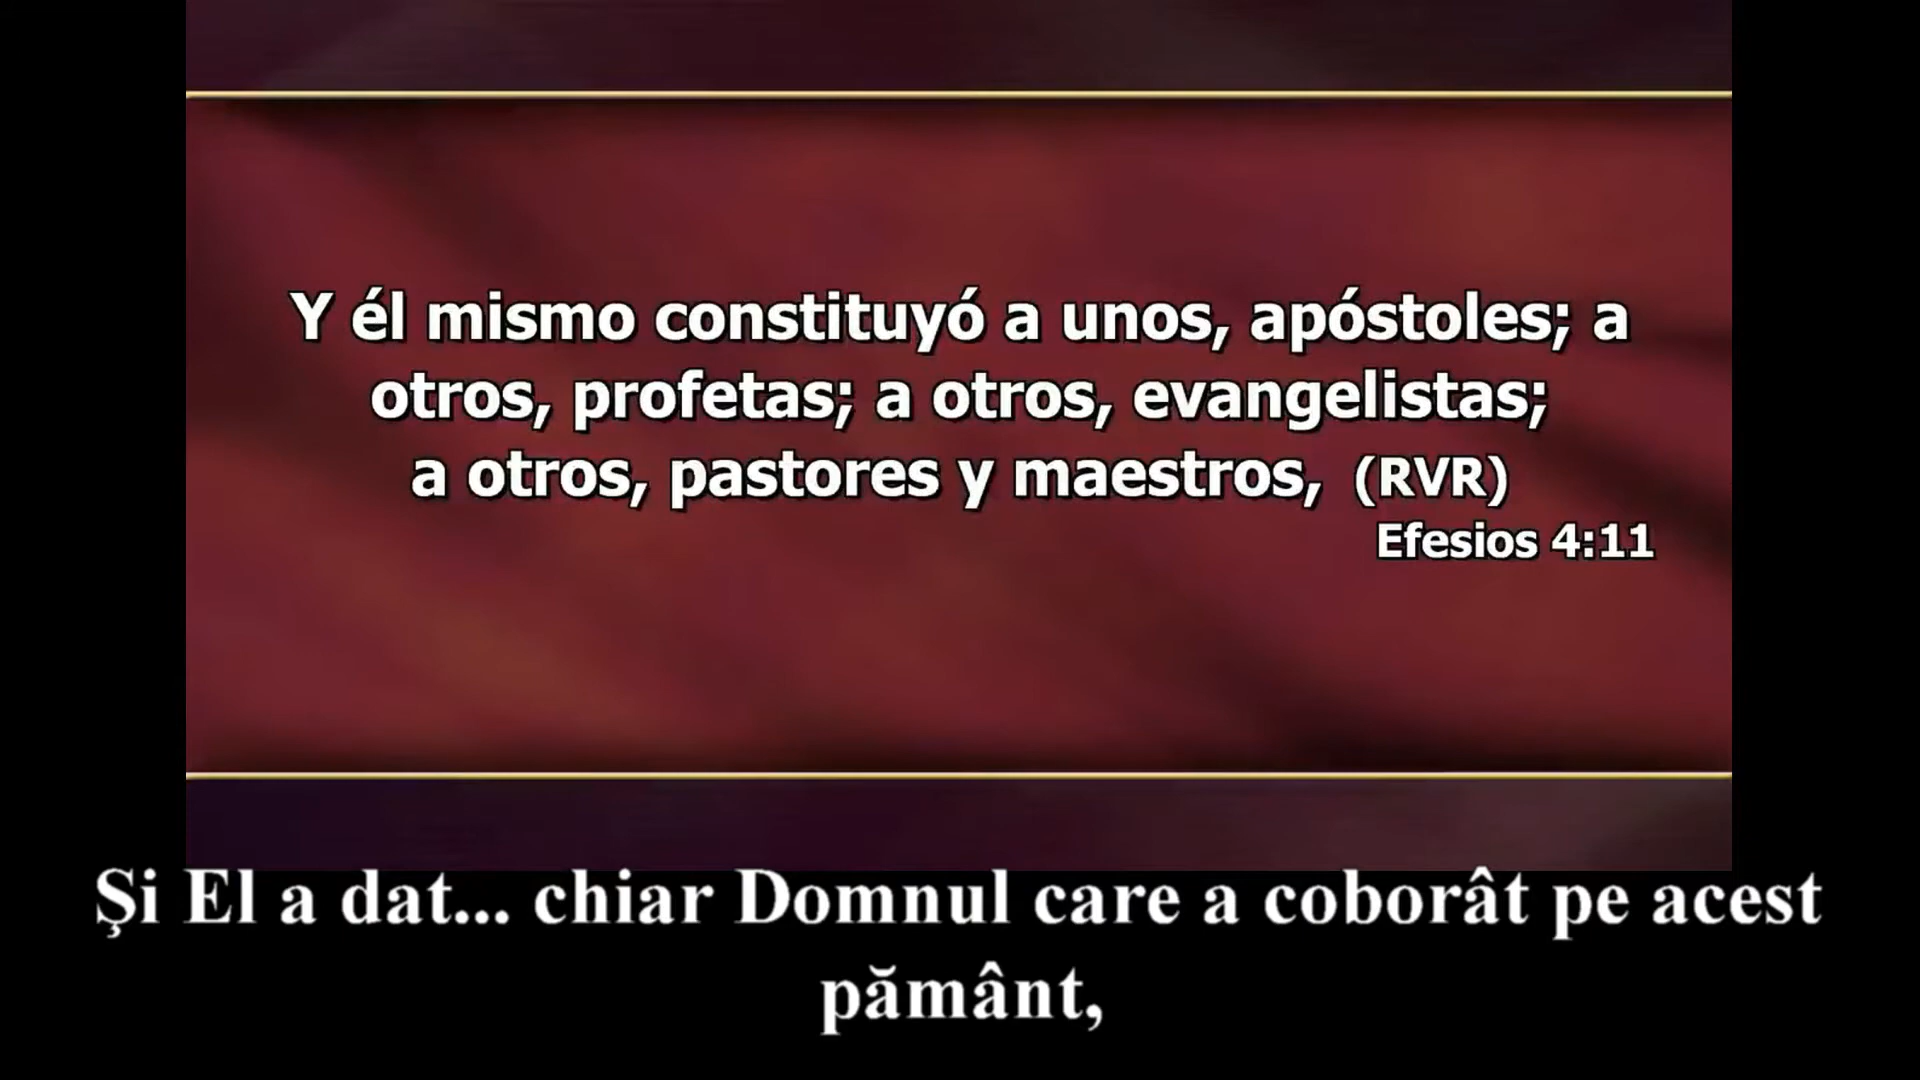 Y él mismo constituyó a unos, apóstoles; a
otros, profetas; a otros, evangelistas;
a otros, pastores y maestros, (RVR)
Efesios 4:11
Şi El a dat... chiar Domnul care a coborât pe acest
pământ,